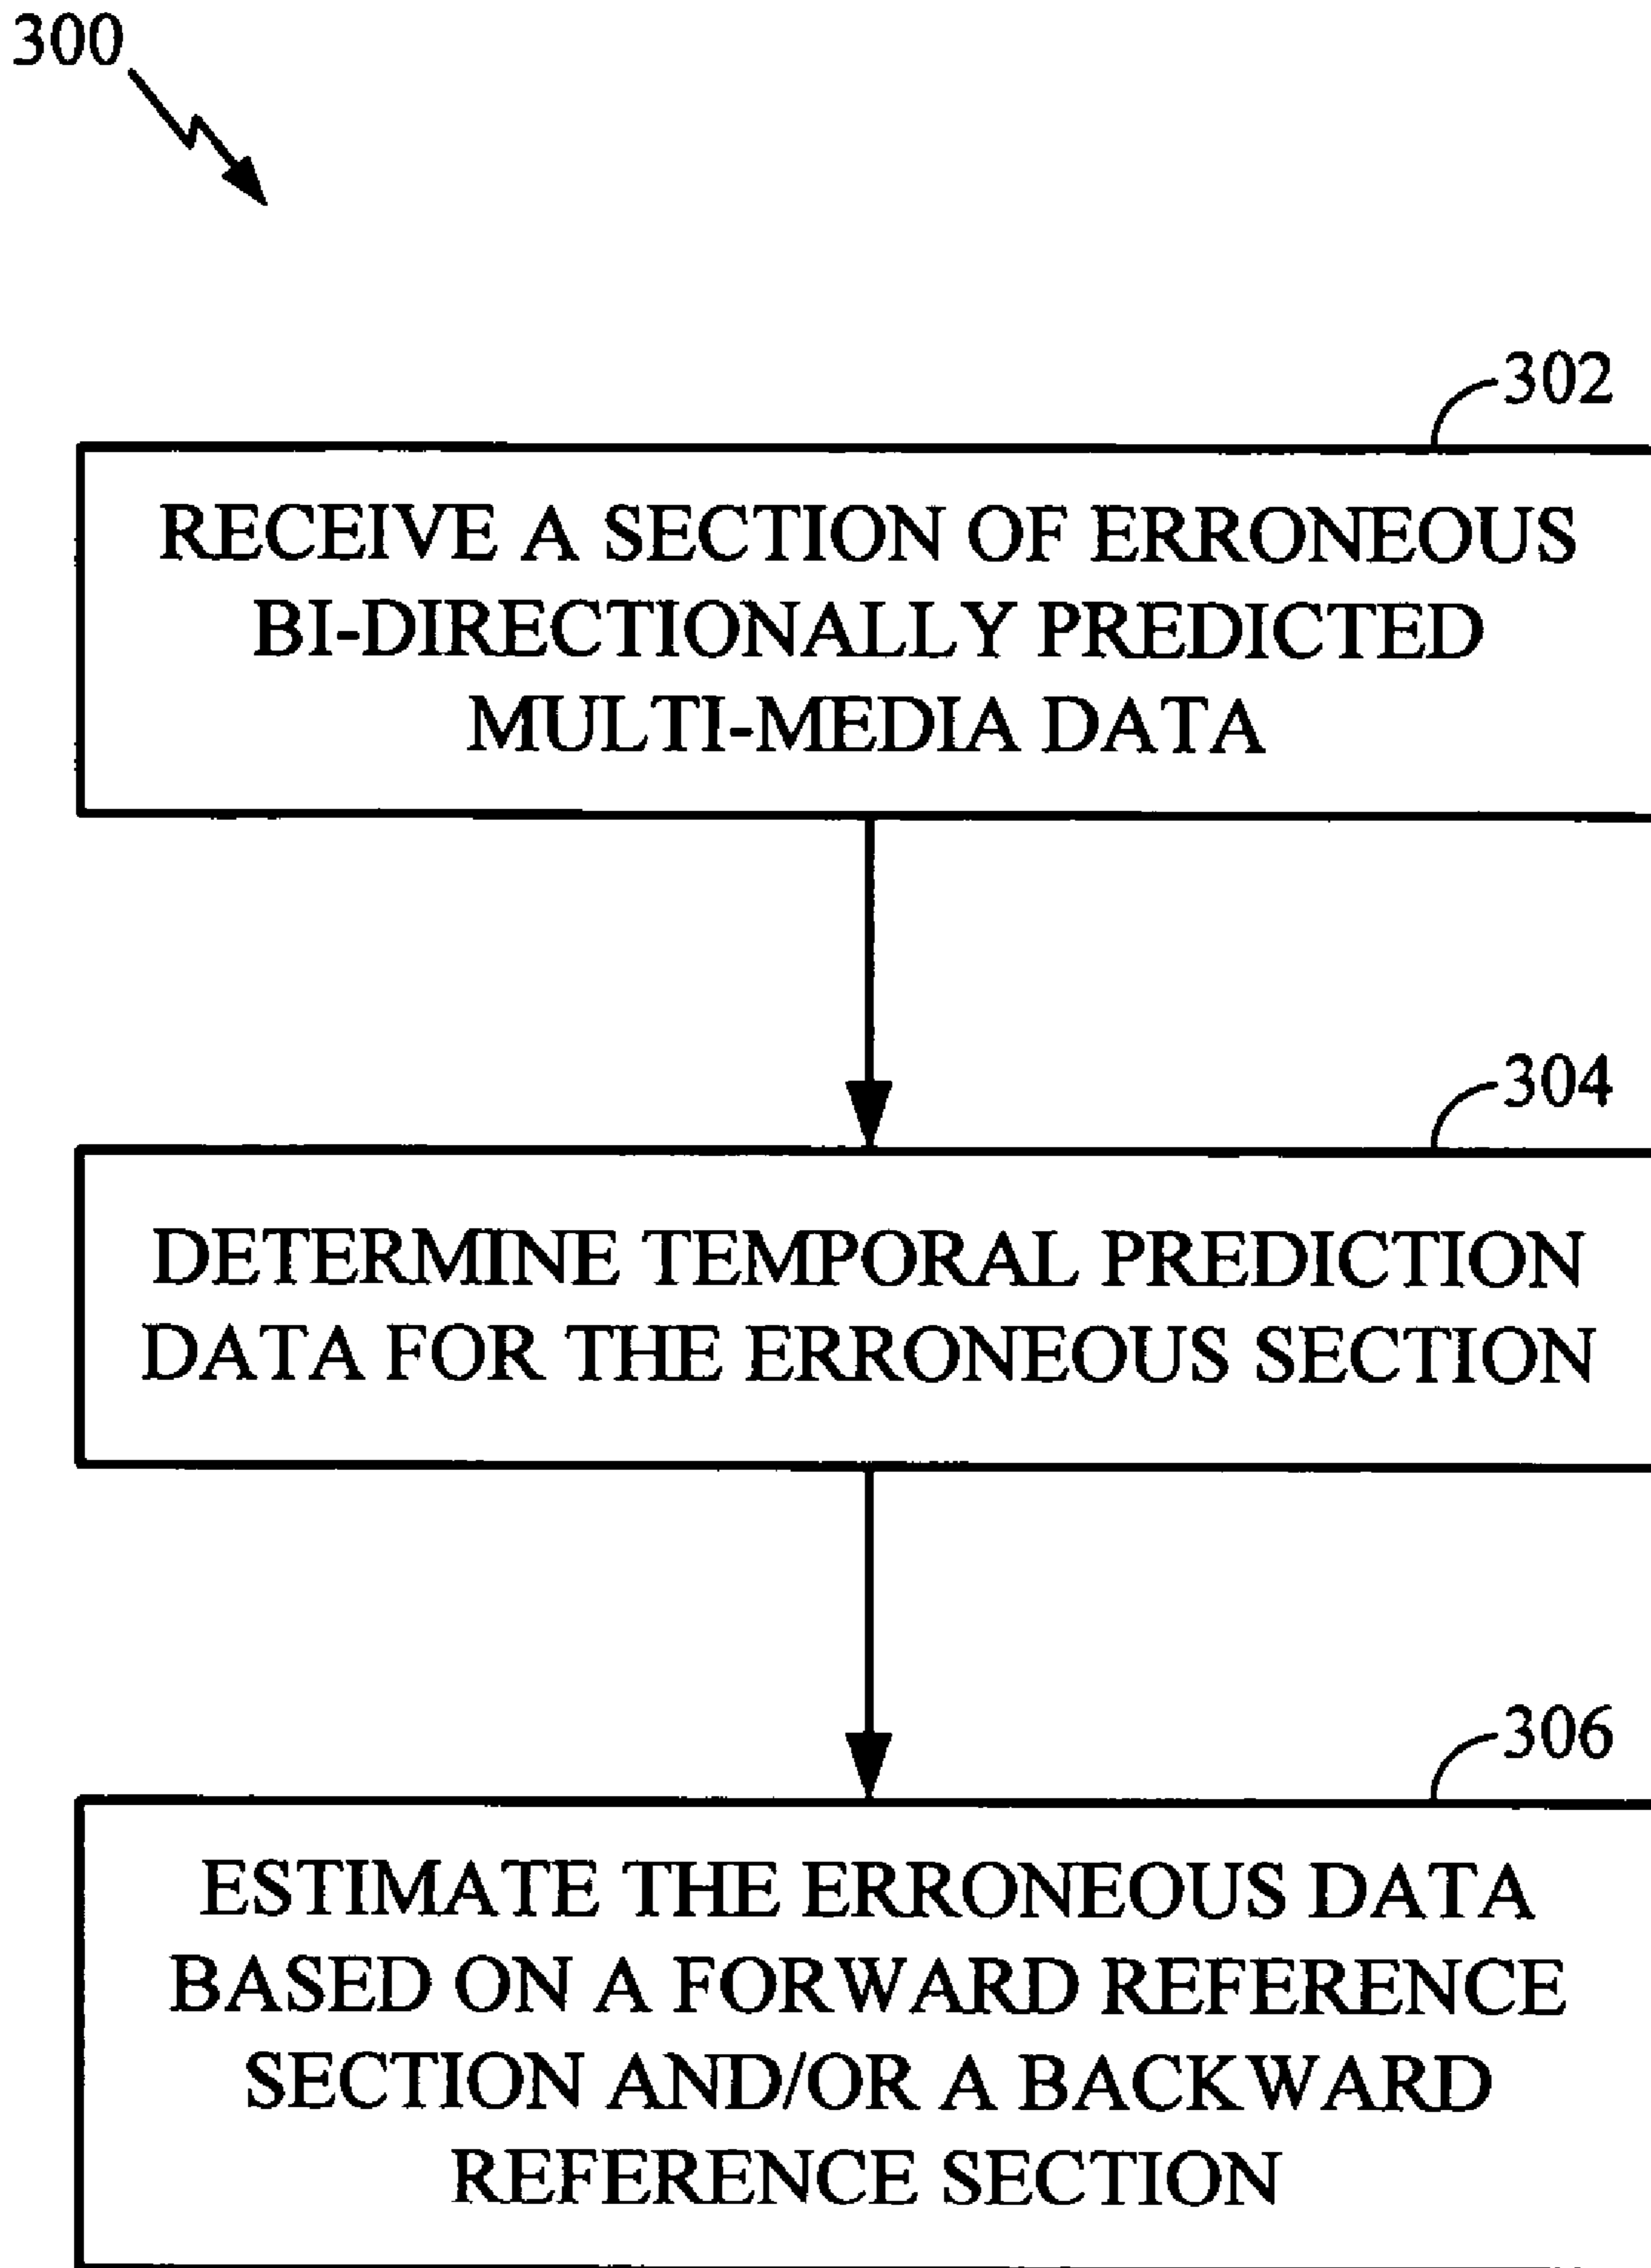 300
302
RECEIVE A SECTION OF ERRONEOUS
BI-DIRECTIONALLY PREDICTED
MULTI-MEDIA DATA
304
DETERMINE TEMPORAL PREDICTION
DATA FOR THE ERRONEOUS SECTION
306
ESTIMATE THE ERRONEOUS DATA
BASED ON A FORWARD REFERENCE
SECTION AND/OR A BACKWARD
REFERENCE SECTION